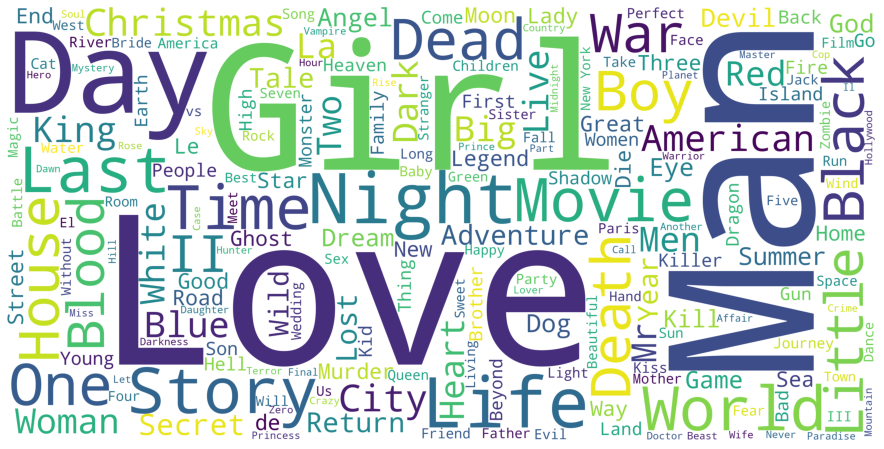 End
Soul
West
Christmas
Song
Angel
Come
Moon
Lady
Perfect
Devil
Back
God
River
Bride
America
Vampire
Country
Face
Film
Go
Day
Girl
La
Dead
War
Man
Cat
Hero
Mystery
Earth
vs
Tale
Heaven
Hour
Rise
Children
Live
New York
Take
Three
Fire
Master
Cop
Planet
Jack
II
Hollywood
Magic
King
Le
High
Seven
Two
Monster
Family
Dark
Stranger
First
Big
Sister
Midnight
Boy
Red
Island
Black
Zombie
Sky
Rock
Water
Rose
Long
Prince
Part
Fall
Great
Women
Die
American
Warrior
Run
Dawn
Last
People
Best
Star
Baby
Green
Legend
Shadow
Eye
Wind
Battle
Room
Case
Time
Night
Movie
Another
Dragon
Five
El
Meet
House
Blood
White
II
Ghost
Dream
New
Adventure
Happy
Paris
Call
Men
Home
Street
Without
Hill
Hunter
Good
Sex
Thing
Killer
Summer
Road
Wild
Wedding
Party
Lover
Hand
Year
Gun
Space
Love
Miss
Daughter
Lost
Brother
Sweet
Dog
Beautiful
Death
Mr
Kill
Affair
Crime
Little
Blue
Son
Kid
Sun
Journey
Dance
Young
Darkness
Hell
Terror
Final
Murder
Heart
Living
Light
Kiss
Mother
Game
Bad
Sea
Town
One
Let
Story
Us
City
Queen
Life
Beyond
Way
World
III
Mountain
Four
Will
Crazy
Zero
Woman
Secret
Princess
de
Return
Friend
Father
Evil
Land
Fear
Doctor
Beast
Wife
Never
Paradise